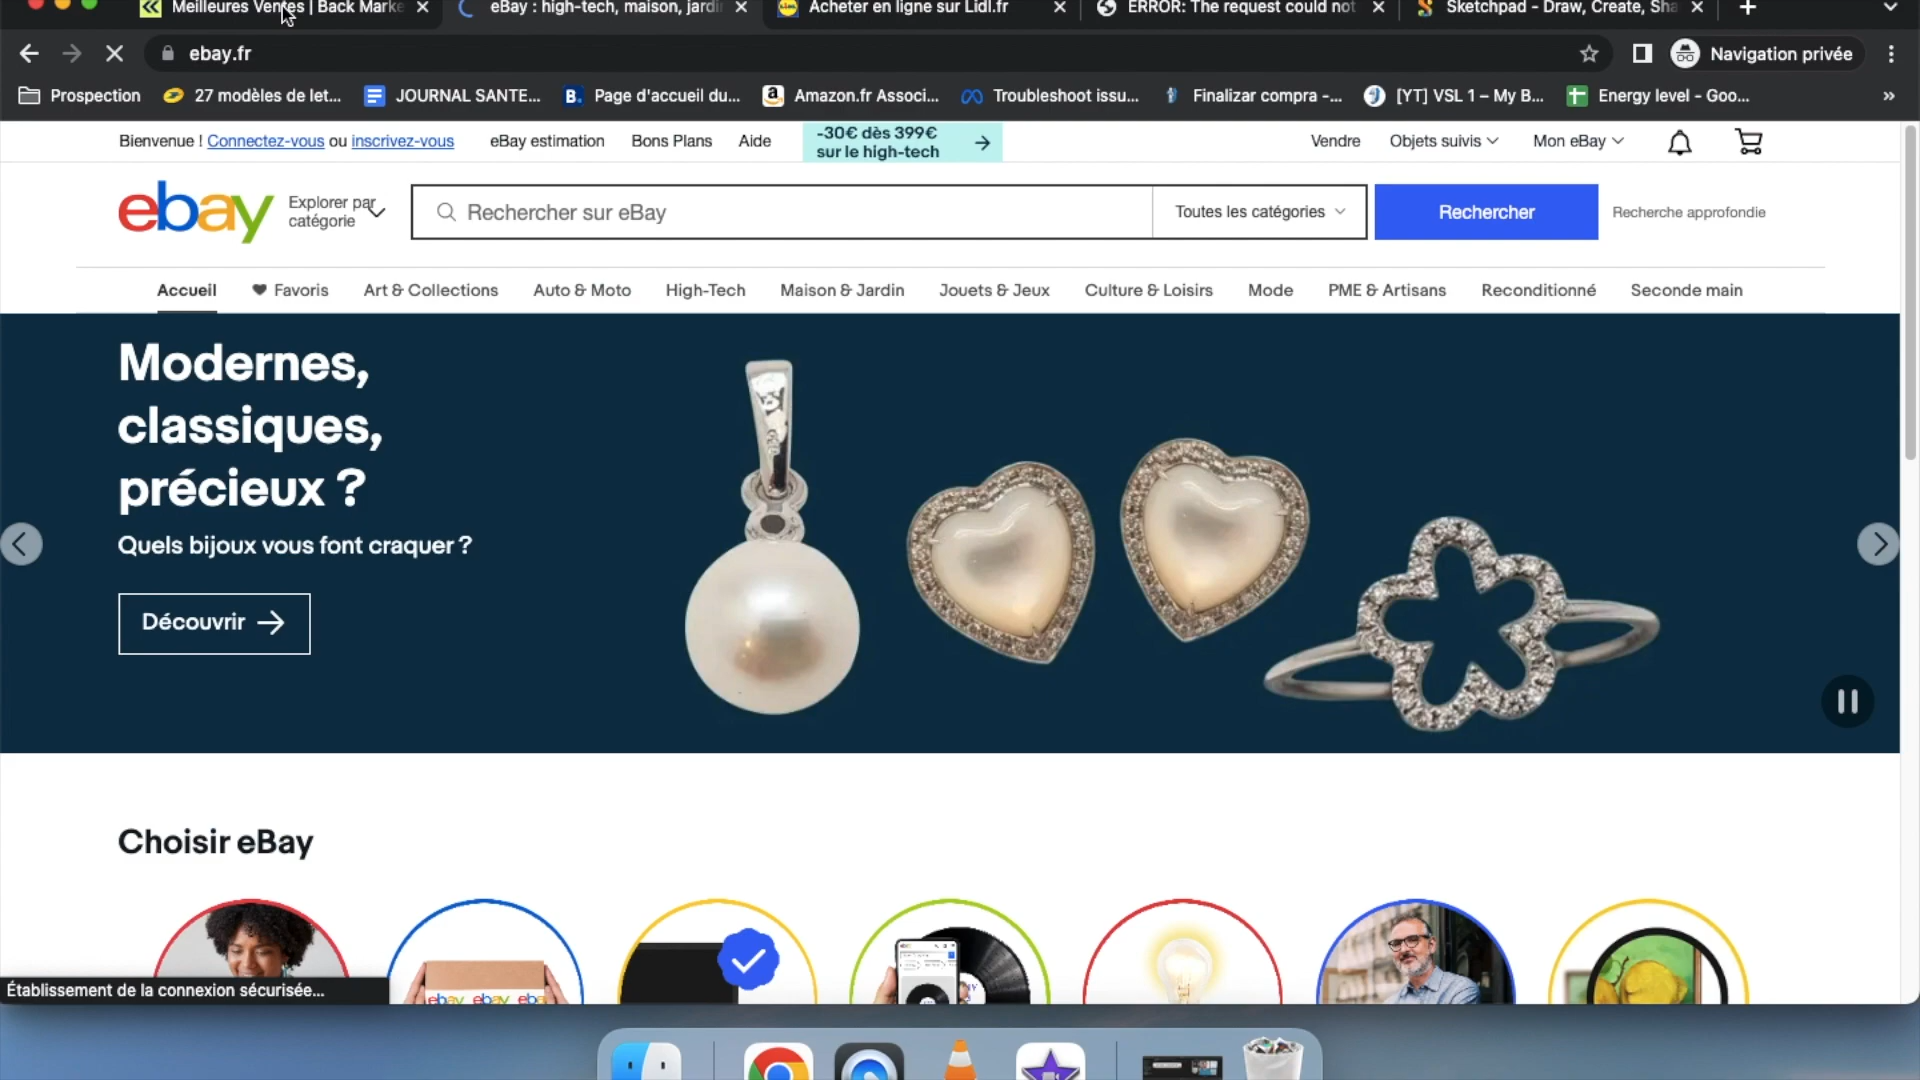 Meilleures Ventes | Back Marke
eBay : high-tech, maison, jardi
Acheter en ligne sur Lidl.fr
ERROR: The request could not
Sketchpad - Draw, Create, Sha
ebay.fr
Navigation privée
Prospection
27 modèles de let...
JOURNAL SANTE...
Page d'accueil du...
Amazon.fr Associ...
Troubleshoot issu...
Finalizar compra -...
[YT] VSL 1 – My B...
Energy level - Goo...
Bienvenue ! Connectez-vous ou inscrivez-vous
eBay estimation
Bons Plans
Aide
-30€ dès 399€
sur le high-tech
Vendre
Objets suivis
Mon eBay
ebay
Explorer par
catégorie
Rechercher sur eBay
Toutes les catégories
Rechercher
Recherche approfondie
Accueil
Favoris
Art & Collections
Auto & Moto
High-Tech
Maison & Jardin
Jouets & Jeux
Culture & Loisirs
Mode
PME & Artisans
Reconditionné
Seconde main
Modernes,
classiques,
précieux ?
Quels bijoux vous font craquer ?
Découvrir
Choisir eBay
ebay ebay eba
Établissement de la connexion sécurisée...